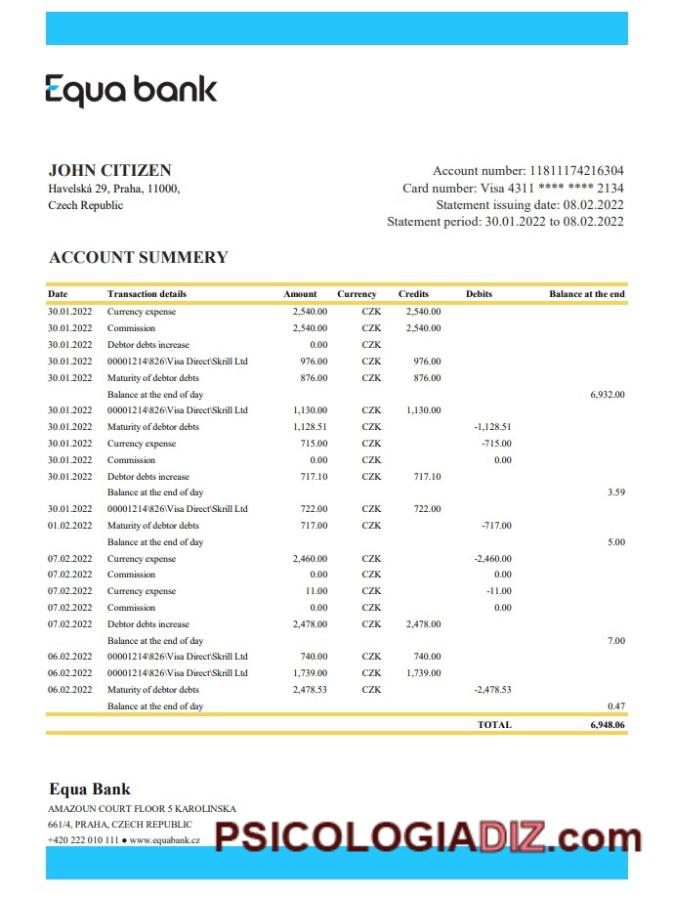 Equa bank
JOHN CITIZEN
Havelská 29, Praha, 11000,
Czech Republic
Account number: 11811174216304
Card number: Visa 4311 **** **** 2134
Statement issuing date: 08.02.2022
Statement period: 30.01.2022 to 08.02.2022
ACCOUNT SUMMERY
Date Transaction details Amount Currency Credits Debits Balance at the end
30.01.2022 Currency expense 2,540.00 CZK 2,540.00
30.01.2022 Commission 2,540.00 CZK 2,540.00
30.01.2022 Debtor debts increase 0.00 CZK
30.01.2022 00001214\826\Visa Direct\Skrill Ltd 976.00 CZK 976.00
30.01.2022 Maturity of debtor debts 876.00 CZK 876.00
Balance at the end of day 6,932.00
30.01.2022 00001214\826\Visa Direct\Skrill Ltd 1,130.00 CZK 1,130.00
30.01.2022 Maturity of debtor debts 1,128.51 CZK -1,128.51
30.01.2022 Currency expense 715.00 CZK -715.00
30.01.2022 Commission 0.00 CZK 0.00
30.01.2022 Debtor debts increase 717.10 CZK 717.10
Balance at the end of day 3.59
30.01.2022 00001214\826\Visa Direct\Skrill Ltd 722.00 CZK 722.00
01.02.2022 Maturity of debtor debts 717.00 CZK -717.00
Balance at the end of day 5.00
07.02.2022 Currency expense 2,460.00 CZK -2,460.00
07.02.2022 Commission 0.00 CZK 0.00
07.02.2022 Currency expense 11.00 CZK -11.00
07.02.2022 Commission 0.00 CZK 0.00
07.02.2022 Debtor debts increase 2,478.00 CZK 2,478.00
Balance at the end of day 7.00
06.02.2022 00001214\826\Visa Direct\Skrill Ltd 740.00 CZK 740.00
06.02.2022 00001214\826\Visa Direct\Skrill Ltd 1,739.00 CZK 1,739.00
06.02.2022 Maturity of debtor debts 2,478.53 CZK -2,478.53
Balance at the end of day 0.47
TOTAL 6,948.06
Equa Bank
AMAZOUN COURT FLOOR 5 KAROLINSKA
661/4, PRAHA, CZECH REPUBLIC
+420 222 010 111 ● www.equabank.cz
PSICOLOGIADIZ.com